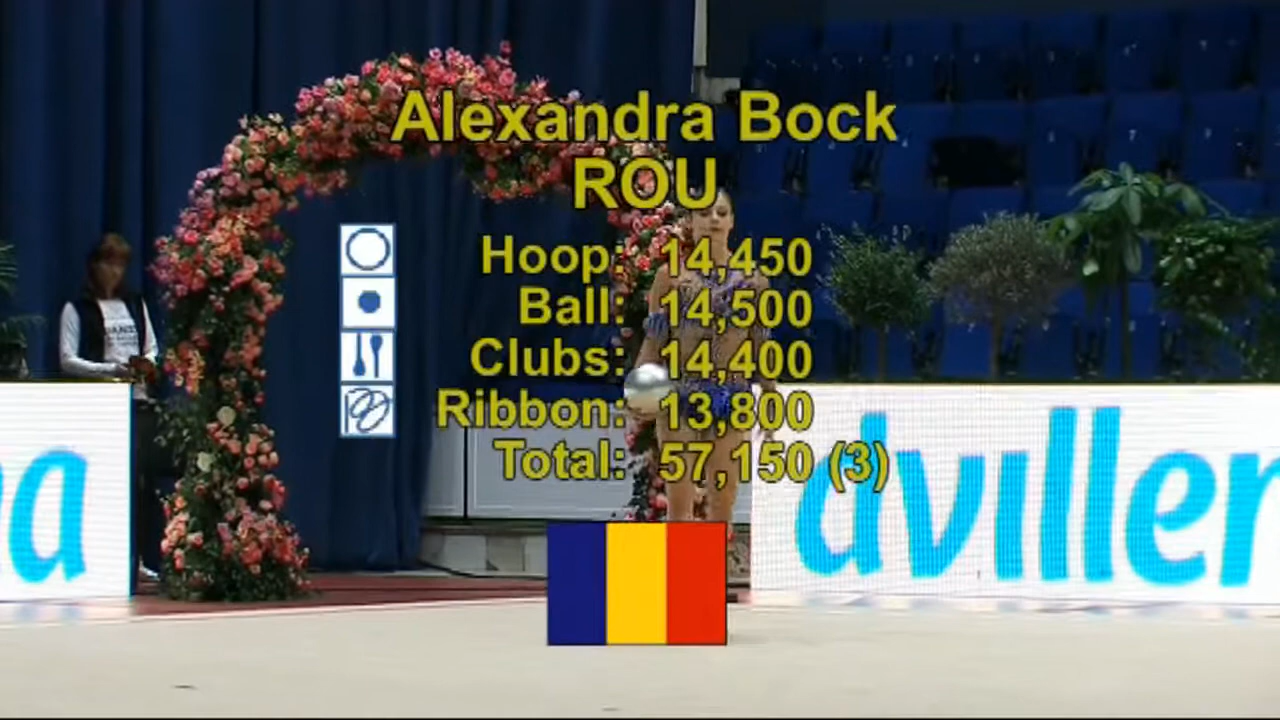 Alexandra Bock
ROU
Hoop: 14,450
Ball: 14,500
Clubs: 14,400
Ribbon: 13,800
Total: 57,150 (3)
dviller